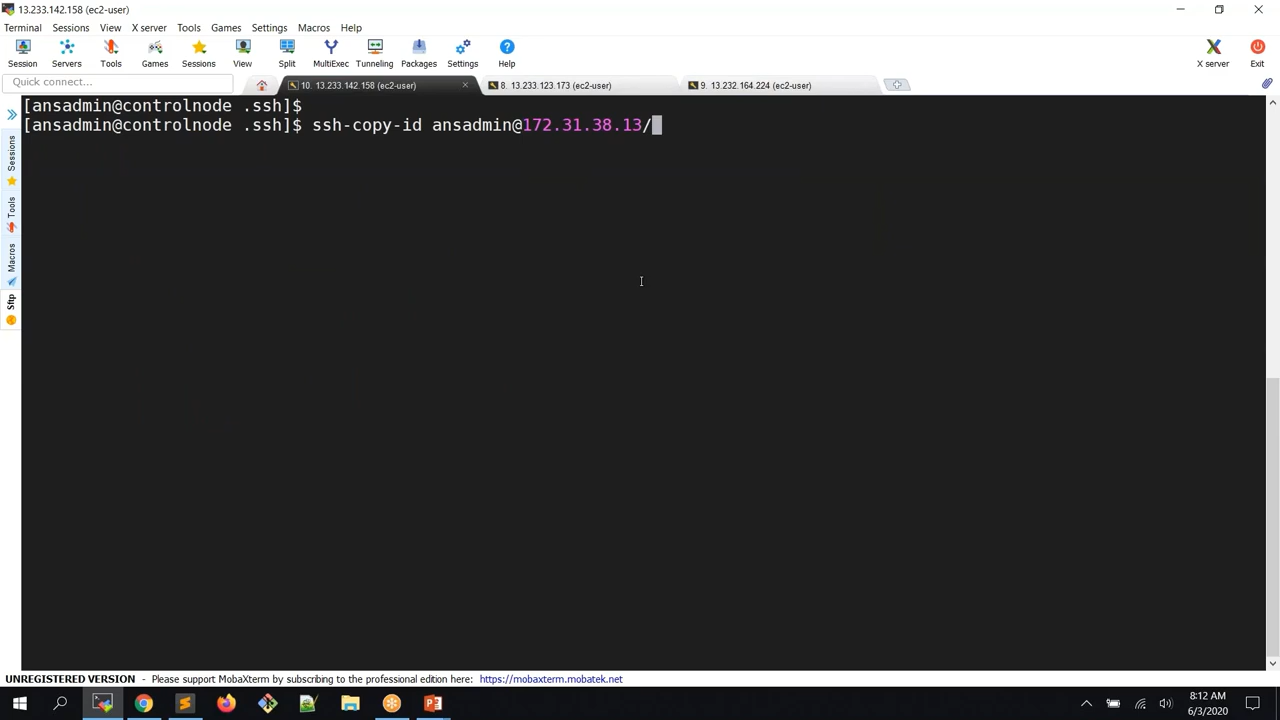 13.233.142.158 (ec2-user)
Terminal Sessions View X server Tools Games Settings Macros Help
Session Servers Tools Games Sessions View Split MultiExec Tunneling Packages Settings Help X server Exit
Quick connect... 10. 13.233.142.158 (ec2-user) 8. 13.233.123.173 (ec2-user) 9. 13.232.164.224 (ec2-user)
[ansadmin@controlnode .ssh]$
[ansadmin@controlnode .ssh]$ ssh-copy-id ansadmin@172.31.38.13/
Sessions
Tools
Macros
Sftp
UNREGISTERED VERSION - Please support MobaXterm by subscribing to the professional edition here: https://mobaxterm.mobatek.net
8:12 AM
6/3/2020